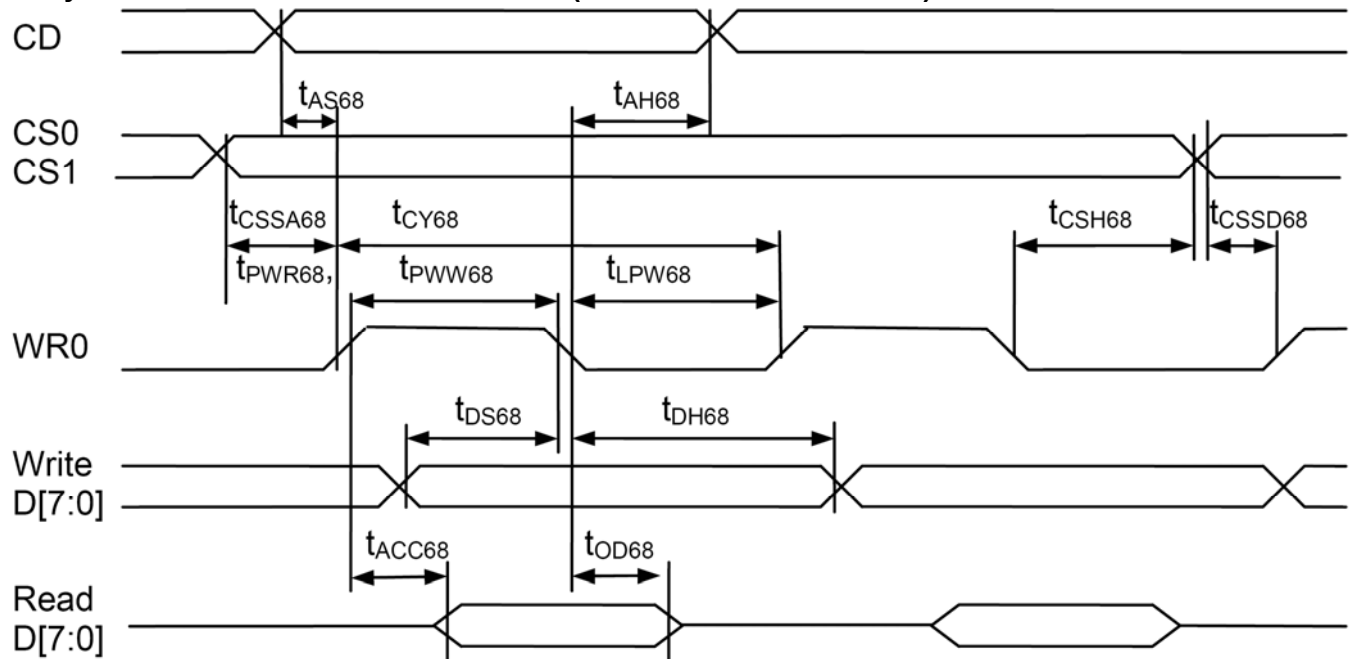 CD
tAS68
tAH68
CS0
CS1
tCSSA68
tCY68
tCSH68
tCSSD68
tPWR68,
tPWW68
tLPW68
WR0
tDS68
tDH68
Write
D[7:0]
tACC68
tOD68
Read
D[7:0]